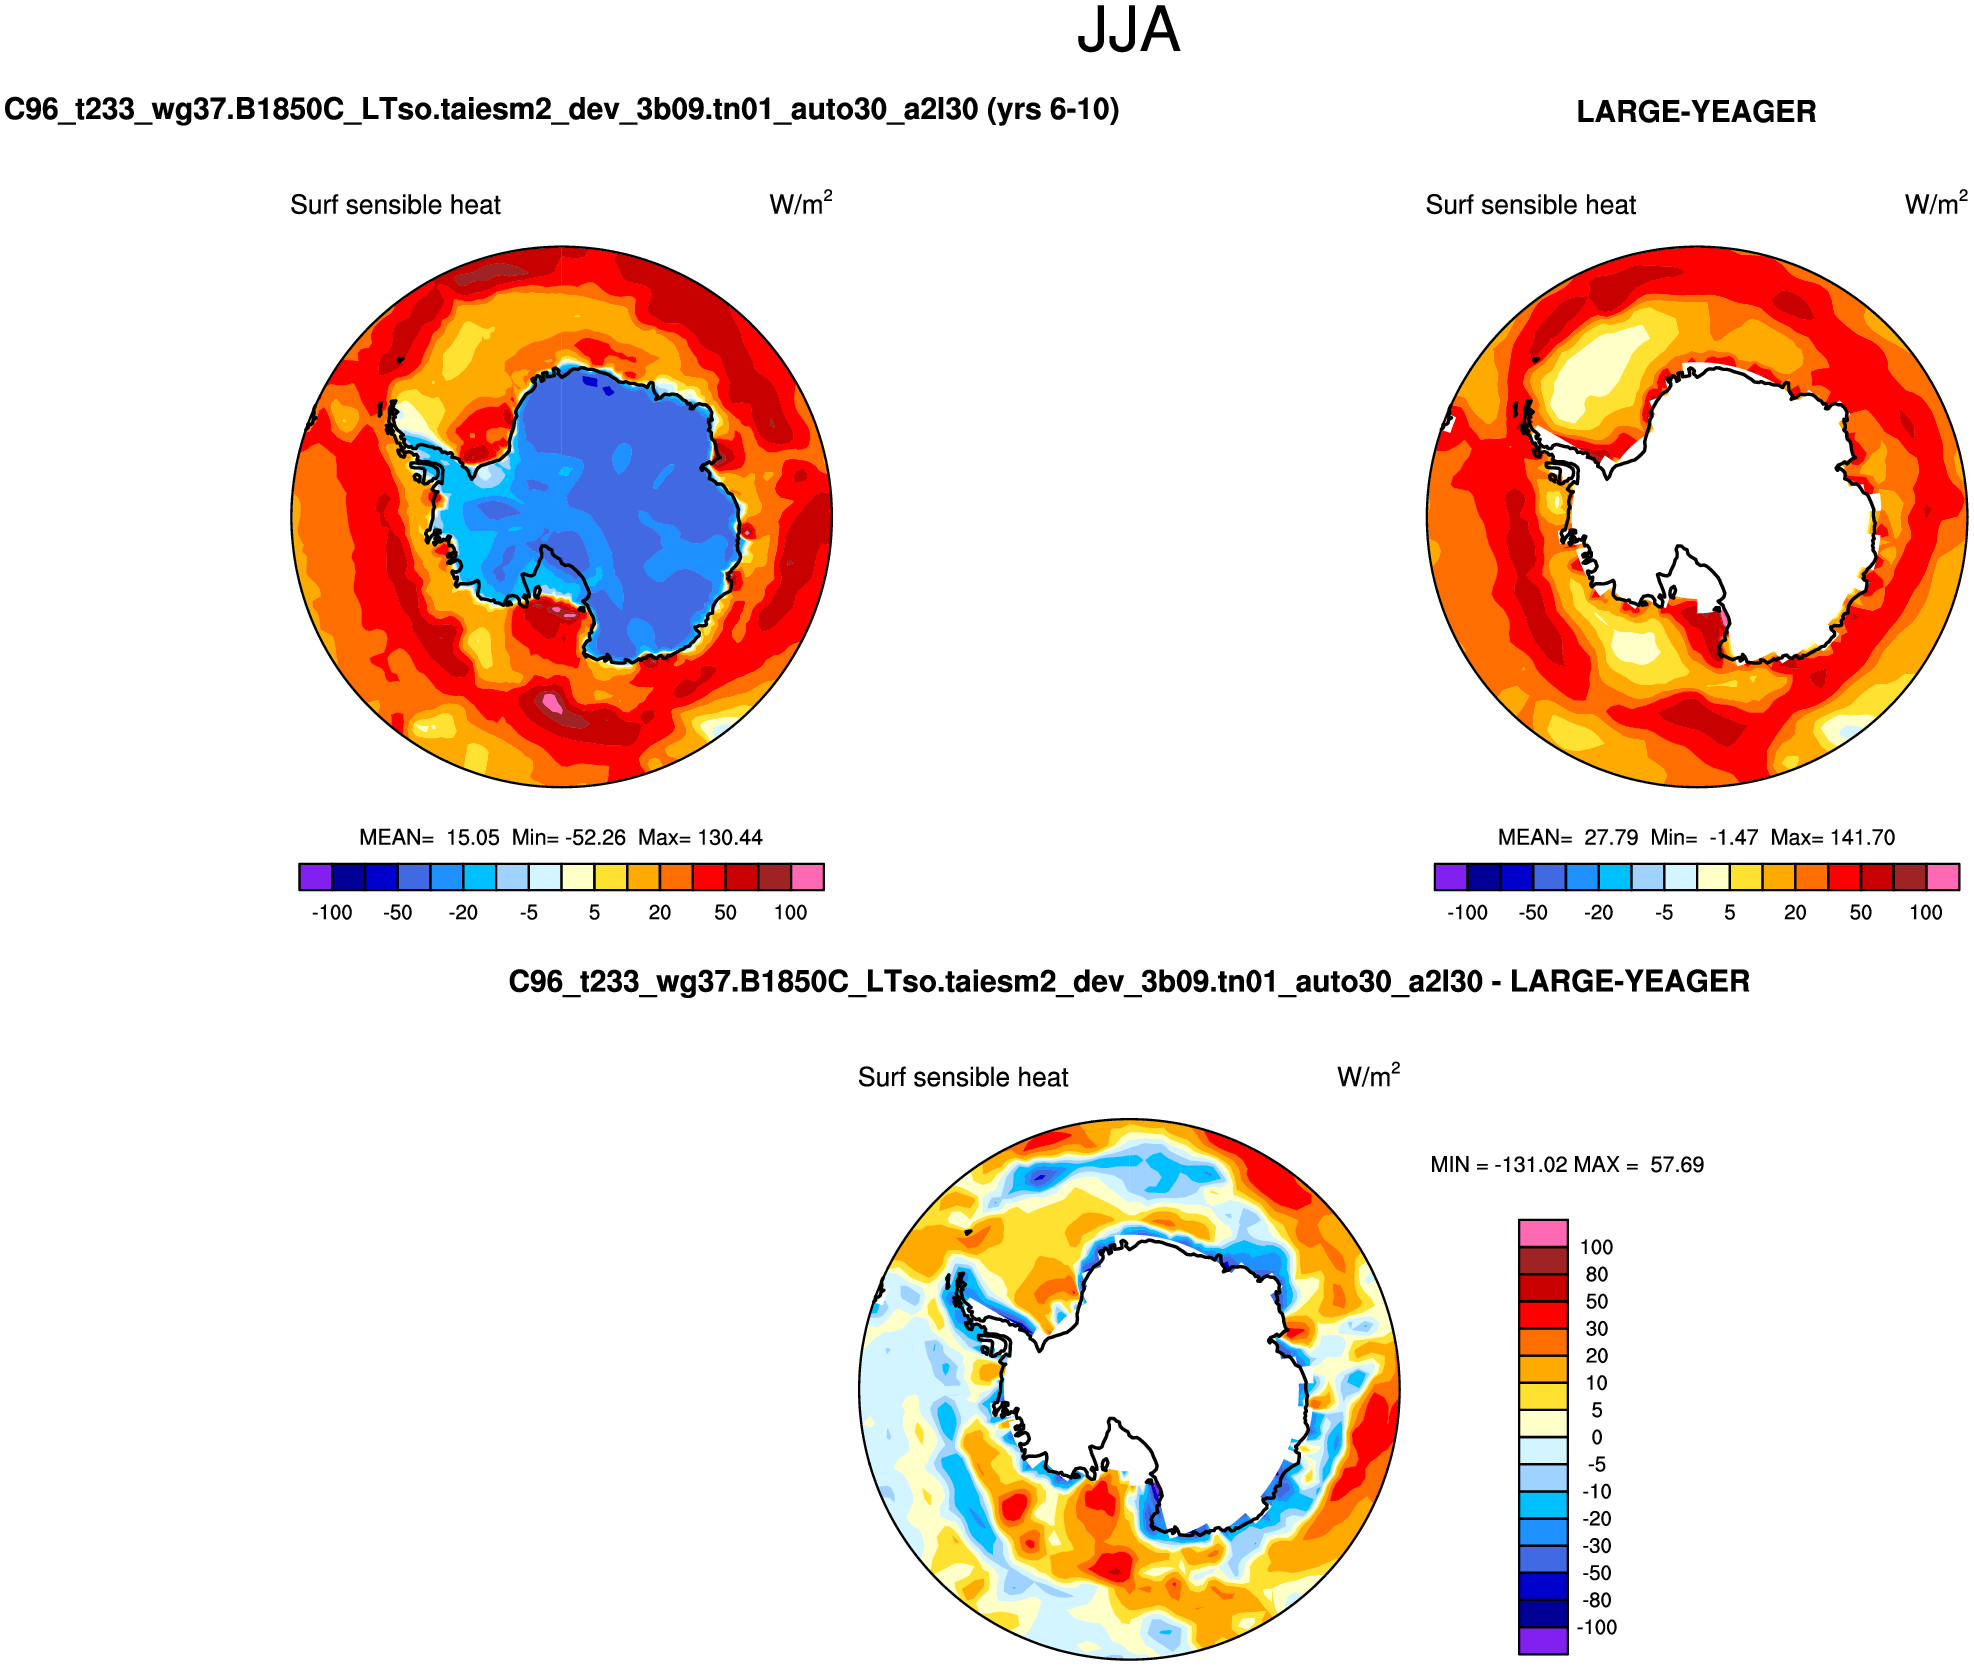 JJA
C96_t233_wg37.B1850C_LTso.taiesm2_dev_3b09.tn01_auto30_a2l30 (yrs 6-10)
LARGE-YEAGER
Surf sensible heat W/m²
Surf sensible heat W/m²
MEAN= 15.05 Min= -52.26 Max= 130.44
MEAN= 27.79 Min= -1.47 Max= 141.70
-100 -50 -20 -5 5 20 50 100
-100 -50 -20 -5 5 20 50 100
C96_t233_wg37.B1850C_LTso.taiesm2_dev_3b09.tn01_auto30_a2l30 - LARGE-YEAGER
Surf sensible heat W/m²
MIN = -131.02 MAX = 57.69
100
80
50
30
20
10
5
0
-5
-10
-20
-30
-50
-80
-100